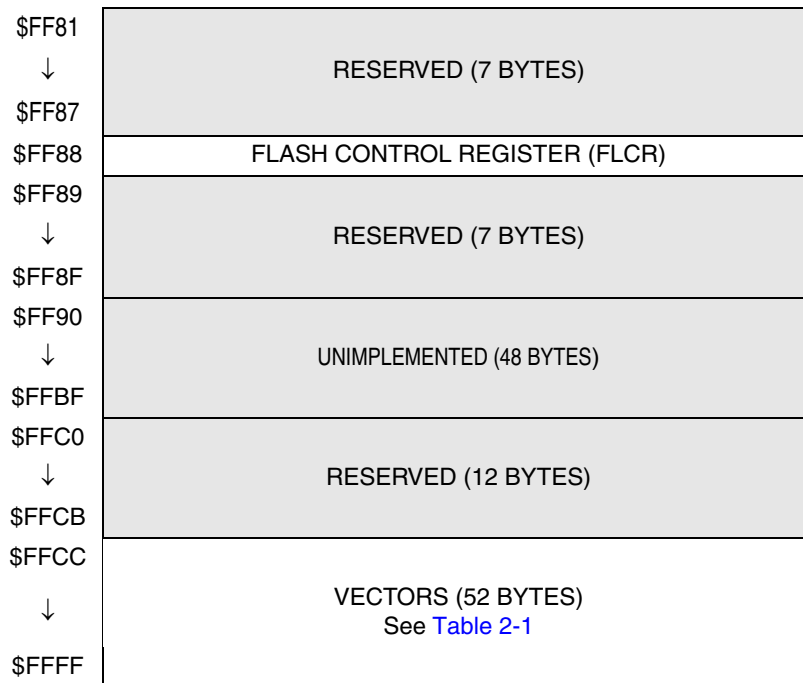 $FF81
↓
RESERVED (7 BYTES)
$FF87
$FF88 FLASH CONTROL REGISTER (FLCR)
$FF89
↓
RESERVED (7 BYTES)
$FF8F
$FF90
↓
UNIMPLEMENTED (48 BYTES)
$FFBF
$FFC0
↓
RESERVED (12 BYTES)
$FFCB
$FFCC
↓
VECTORS (52 BYTES)
See Table 2-1
$FFFF